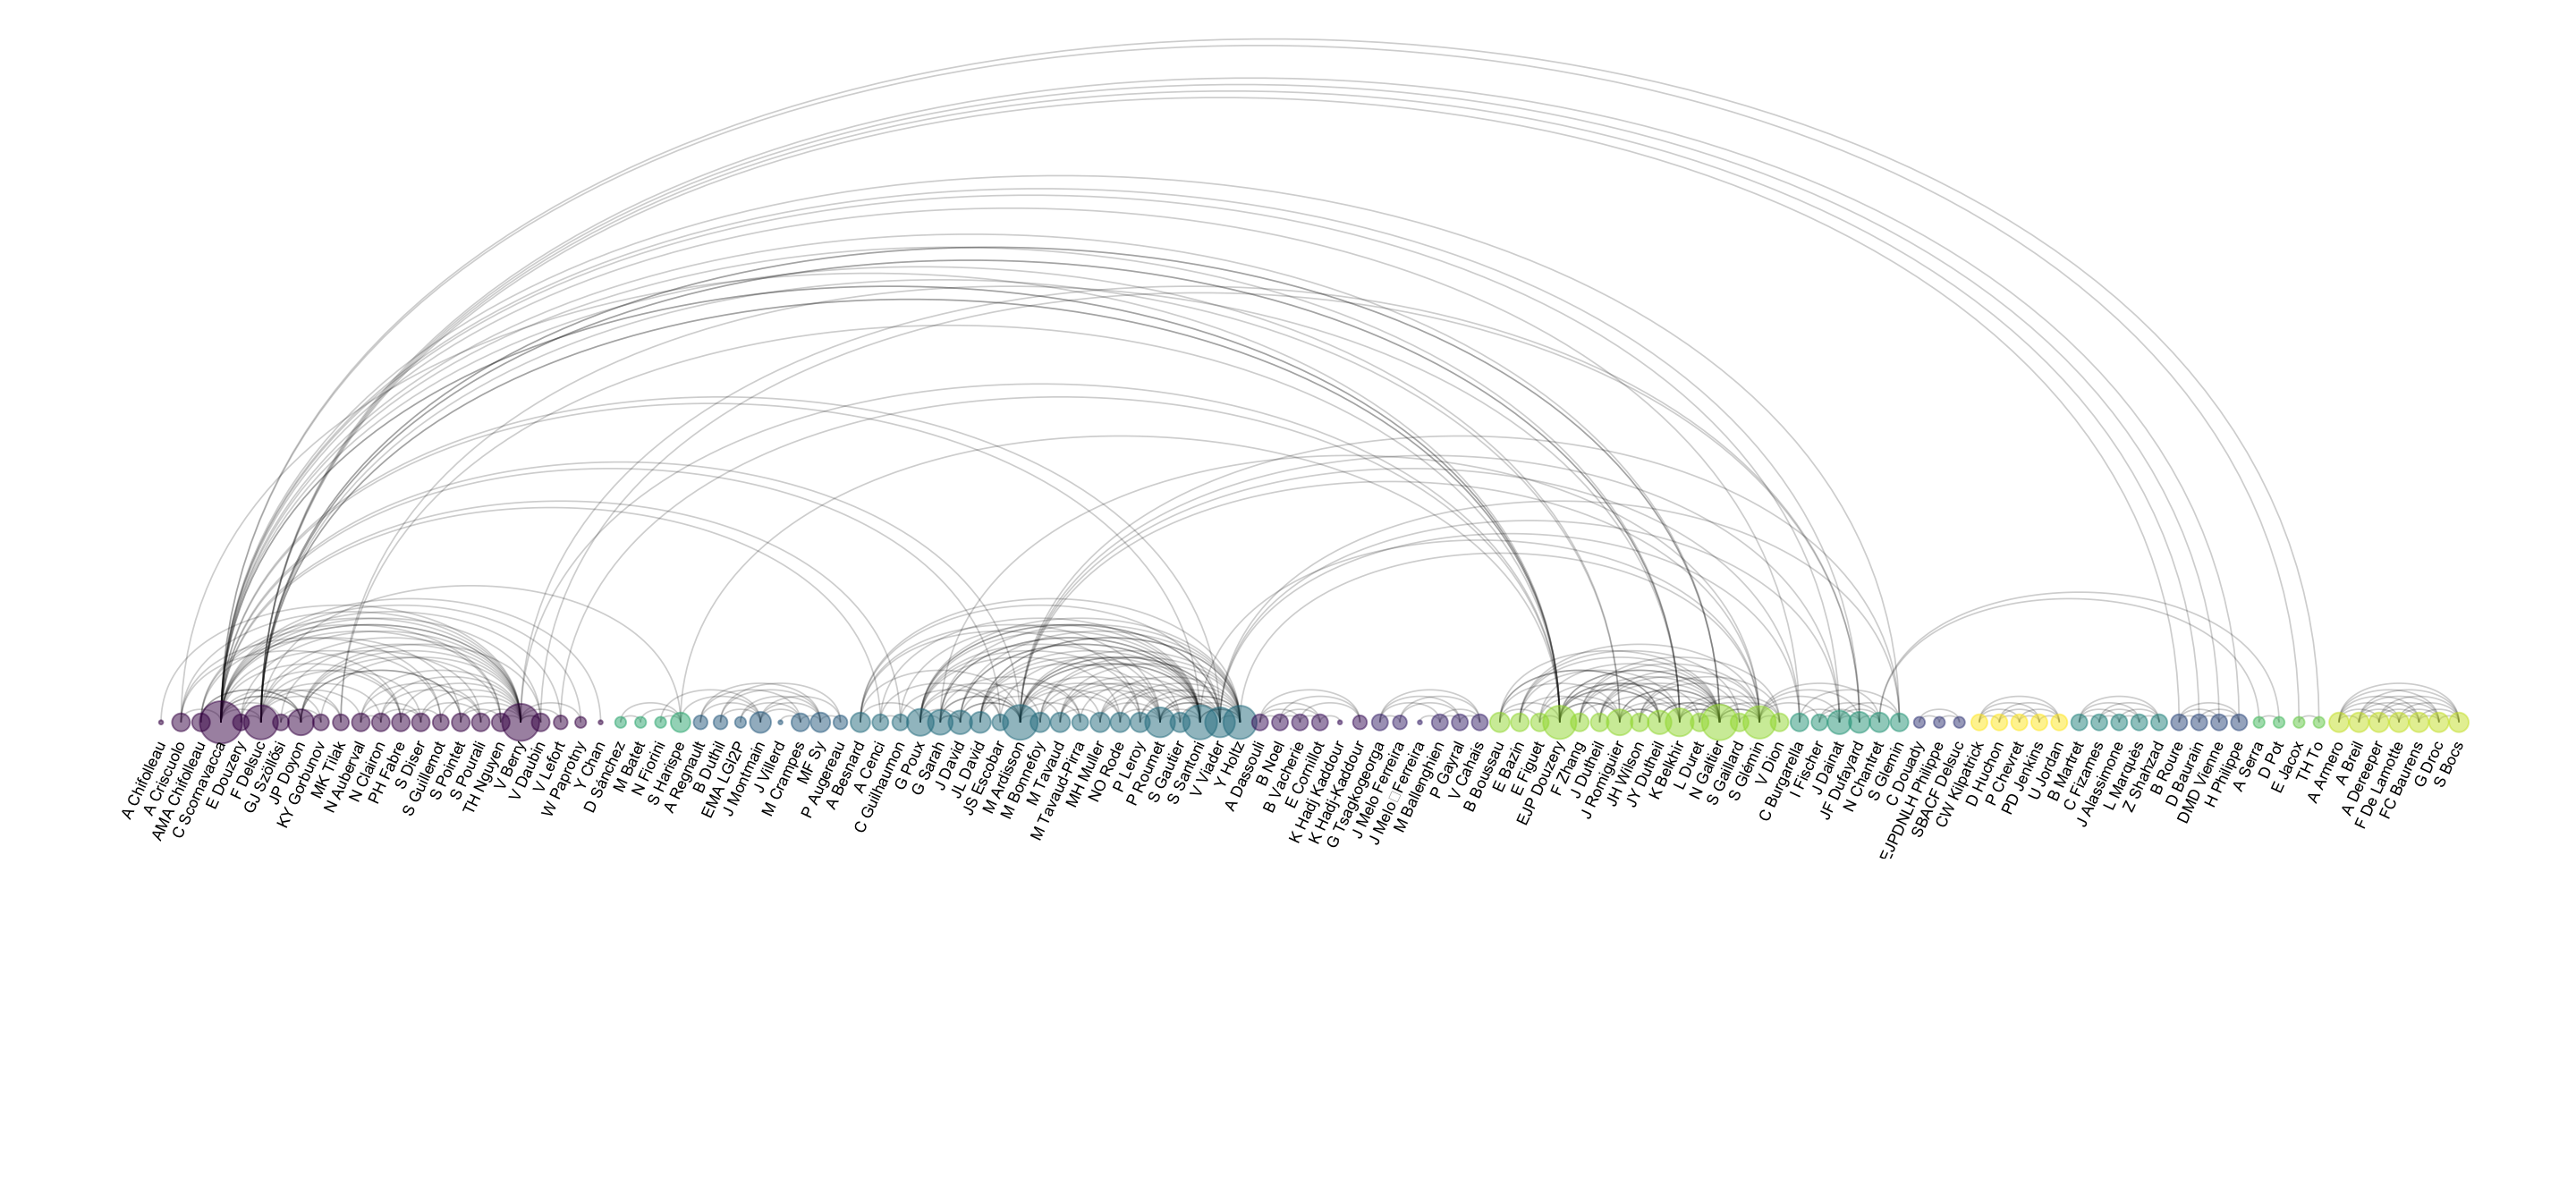 A Chifolleau
A Criscuolo
AMA Chifolleau
C Scornavacca
E Douzery
F Delsuc
GJ Szöllősi
JP Doyon
KY Gorbunov
MK Tilak
N Auberval
N Clairon
PH Fabre
S Diser
S Guillemot
S Pointet
S Pourali
TH Nguyen
V Berry
V Daubin
V Lefort
W Paprotny
Y Chan
D Sánchez
M Batet
N Fiorini
S Harispe
A Regnault
B Duthil
EMA LGI2P
J Montmain
J Villerd
M Crampes
MF Sy
P Augereau
A Besnard
A Cenci
C Guilhaumon
G Poux
G Sarah
J David
JL David
JS Escobar
M Ardisson
M Bonnefoy
M Tavaud
M Tavaud-Pirra
MH Muller
NO Rode
P Leroy
P Roumet
S Gautier
S Santoni
V Viader
Y Holtz
A Dassouli
B Noel
B Vacherie
E Cornillot
K Hadj Kaddour
K Hadj-Kaddour
G Tsagkogeorga
J Melo Ferreira
J Melo□Ferreira
M Ballenghien
P Gayral
V Cahais
B Boussau
E Bazin
E Figuet
EJP Douzery
F Zhang
J Dutheil
J Romiguier
JH Wilson
JY Dutheil
K Belkhir
L Duret
N Galtier
S Gaillard
S Glémin
V Dion
C Burgarella
I Fischer
J Dainat
JF Dufayard
N Chantret
S Glemin
C Douady
EJPDNLH Philippe
SBACF Delsuc
CW Kilpatrick
D Huchon
P Chevret
PD Jenkins
U Jordan
B Martret
C Fizames
J Alassimone
L Marquès
Z Shahzad
B Roure
D Baurain
DMD Vienne
H Philippe
A Serra
D Pot
E Jacox
TH To
A Armero
A Breil
A Dereeper
F De Lamotte
FC Baurens
G Droc
S Bocs